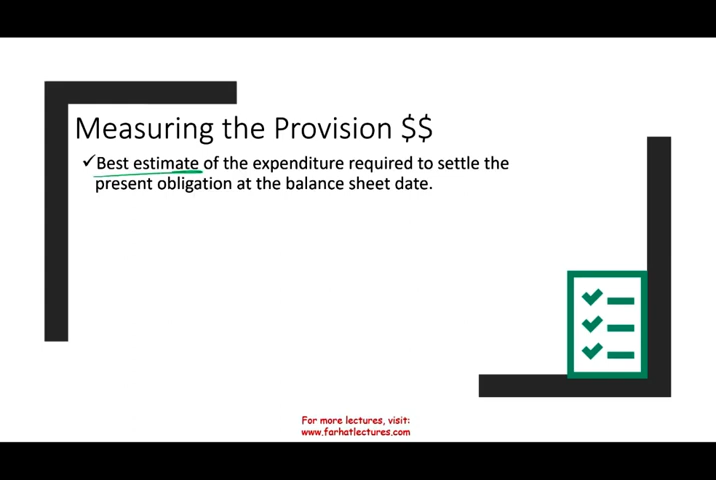 Measuring the Provision $$
✓Best estimate of the expenditure required to settle the
present obligation at the balance sheet date.
For more lectures, visit:
www.farhatlectures.com